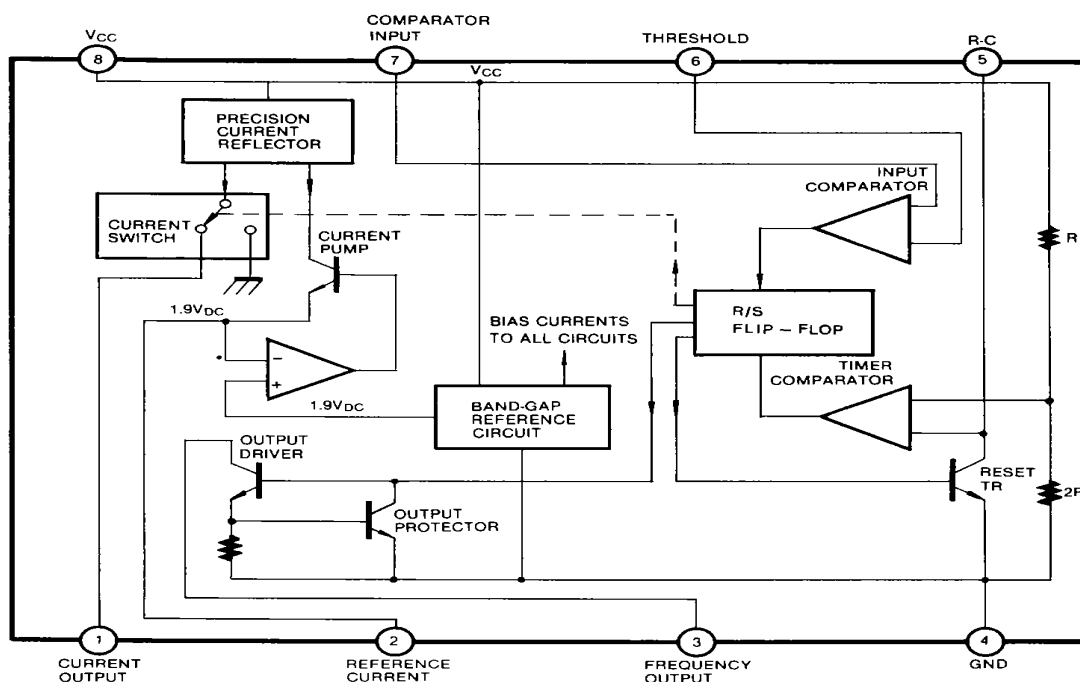 VCC
8
COMPARATOR
INPUT
7
THRESHOLD
6
R-C
5
VCC
PRECISION
CURRENT
REFLECTOR
INPUT
COMPARATOR
CURRENT
SWITCH
CURRENT
PUMP
R
1.9VDC
BIAS CURRENTS
TO ALL CIRCUITS
R/S
FLIP – FLOP
TIMER
COMPARATOR
−
+
1.9VDC
BAND-GAP
REFERENCE
CIRCUIT
OUTPUT
DRIVER
OUTPUT
PROTECTOR
RESET
TR
1
CURRENT
OUTPUT
2
REFERENCE
CURRENT
3
FREQUENCY
OUTPUT
4
GND